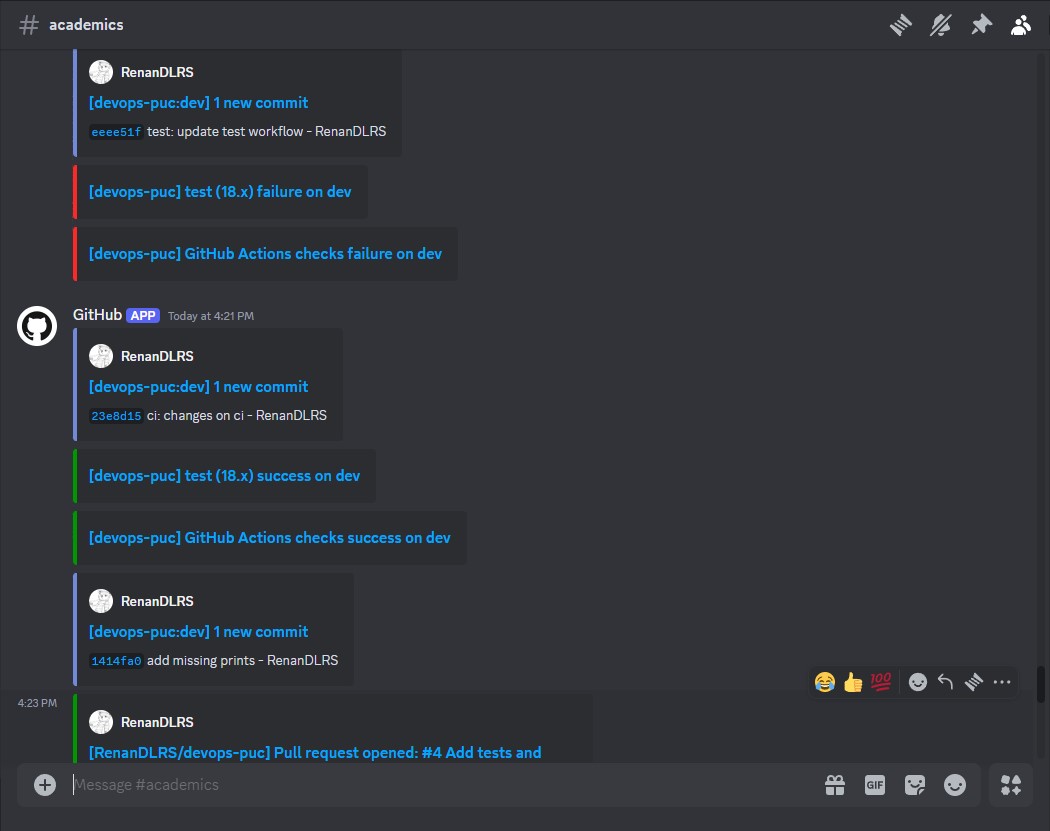 academics
RenanDLRS
[devops-puc:dev] 1 new commit
eeee51f test: update test workflow - RenanDLRS
[devops-puc] test (18.x) failure on dev
[devops-puc] GitHub Actions checks failure on dev
GitHub APP Today at 4:21 PM
RenanDLRS
[devops-puc:dev] 1 new commit
23e8d15 ci: changes on ci - RenanDLRS
[devops-puc] test (18.x) success on dev
[devops-puc] GitHub Actions checks success on dev
RenanDLRS
[devops-puc:dev] 1 new commit
1414fa0 add missing prints - RenanDLRS
100
4:23 PM
RenanDLRS
[RenanDLRS/devops-puc] Pull request opened: #4 Add tests and
Message #academics
GIF